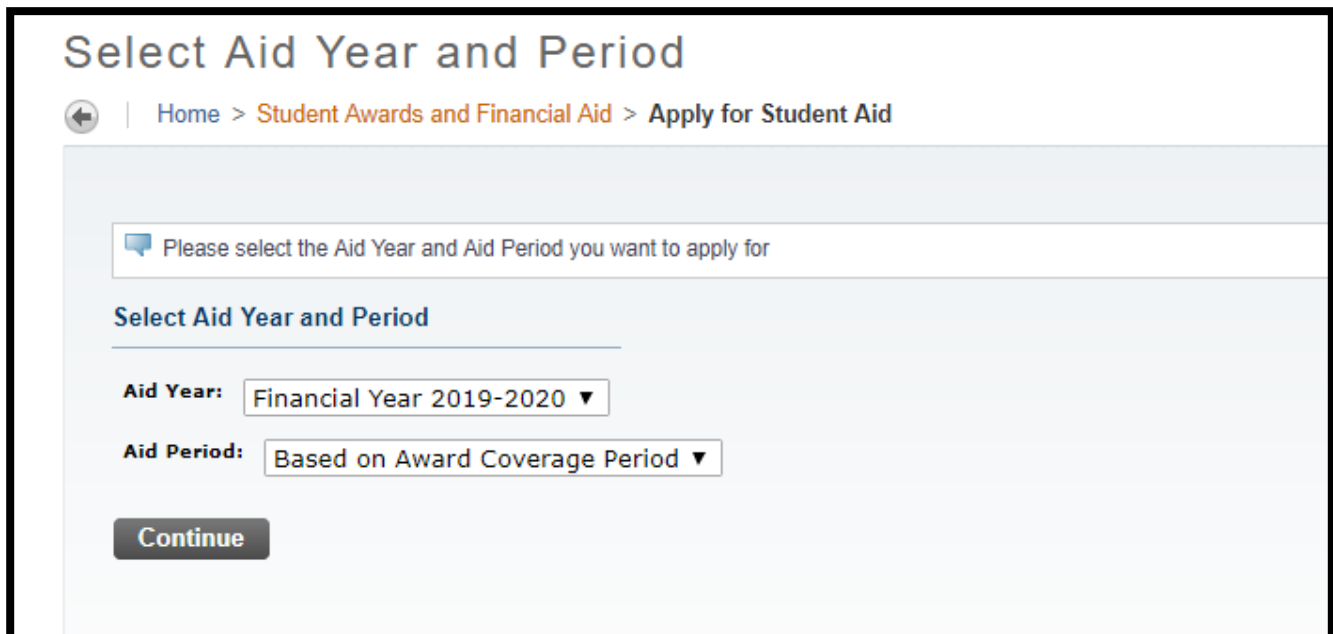 Select Aid Year and Period
Home > Student Awards and Financial Aid > Apply for Student Aid
Please select the Aid Year and Aid Period you want to apply for
Select Aid Year and Period
Aid Year: Financial Year 2019-2020 ▼
Aid Period: Based on Award Coverage Period ▼
Continue